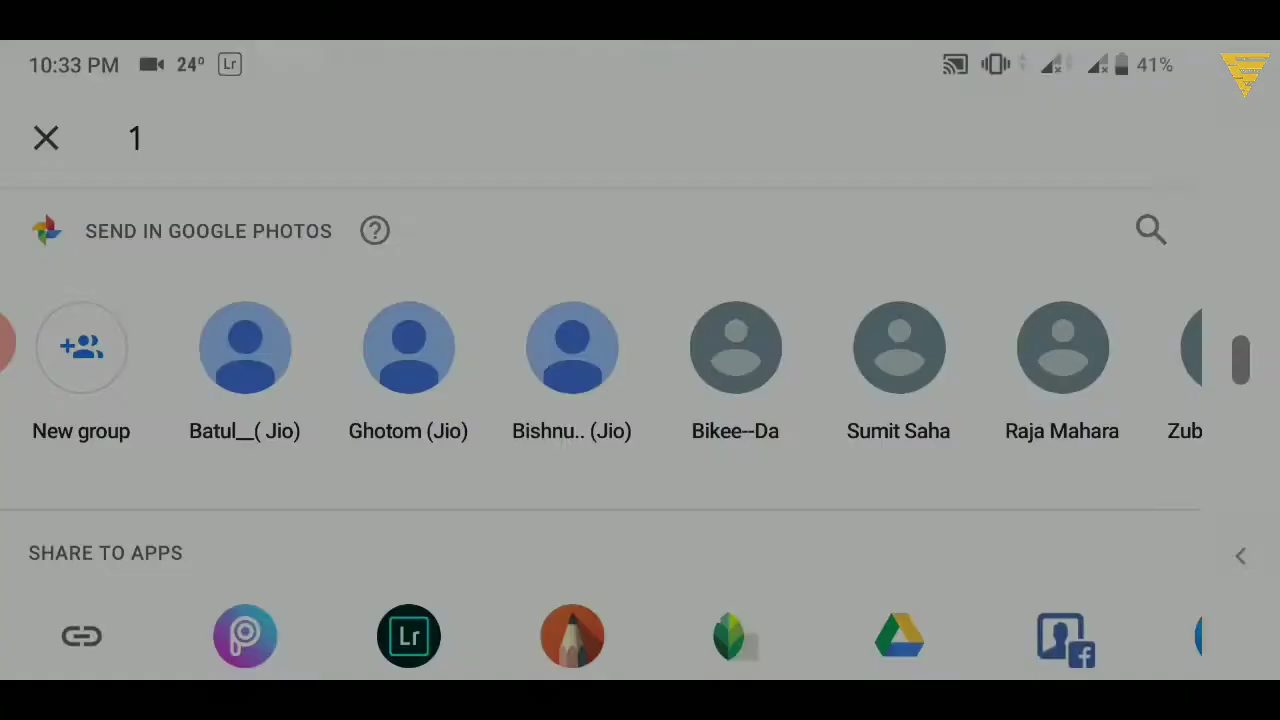 10:33 PM 24° Lr 41%
1
SEND IN GOOGLE PHOTOS
New group Batul__( Jio) Ghotom (Jio) Bishnu.. (Jio) Bikee--Da Sumit Saha Raja Mahara Zub
SHARE TO APPS
Lr